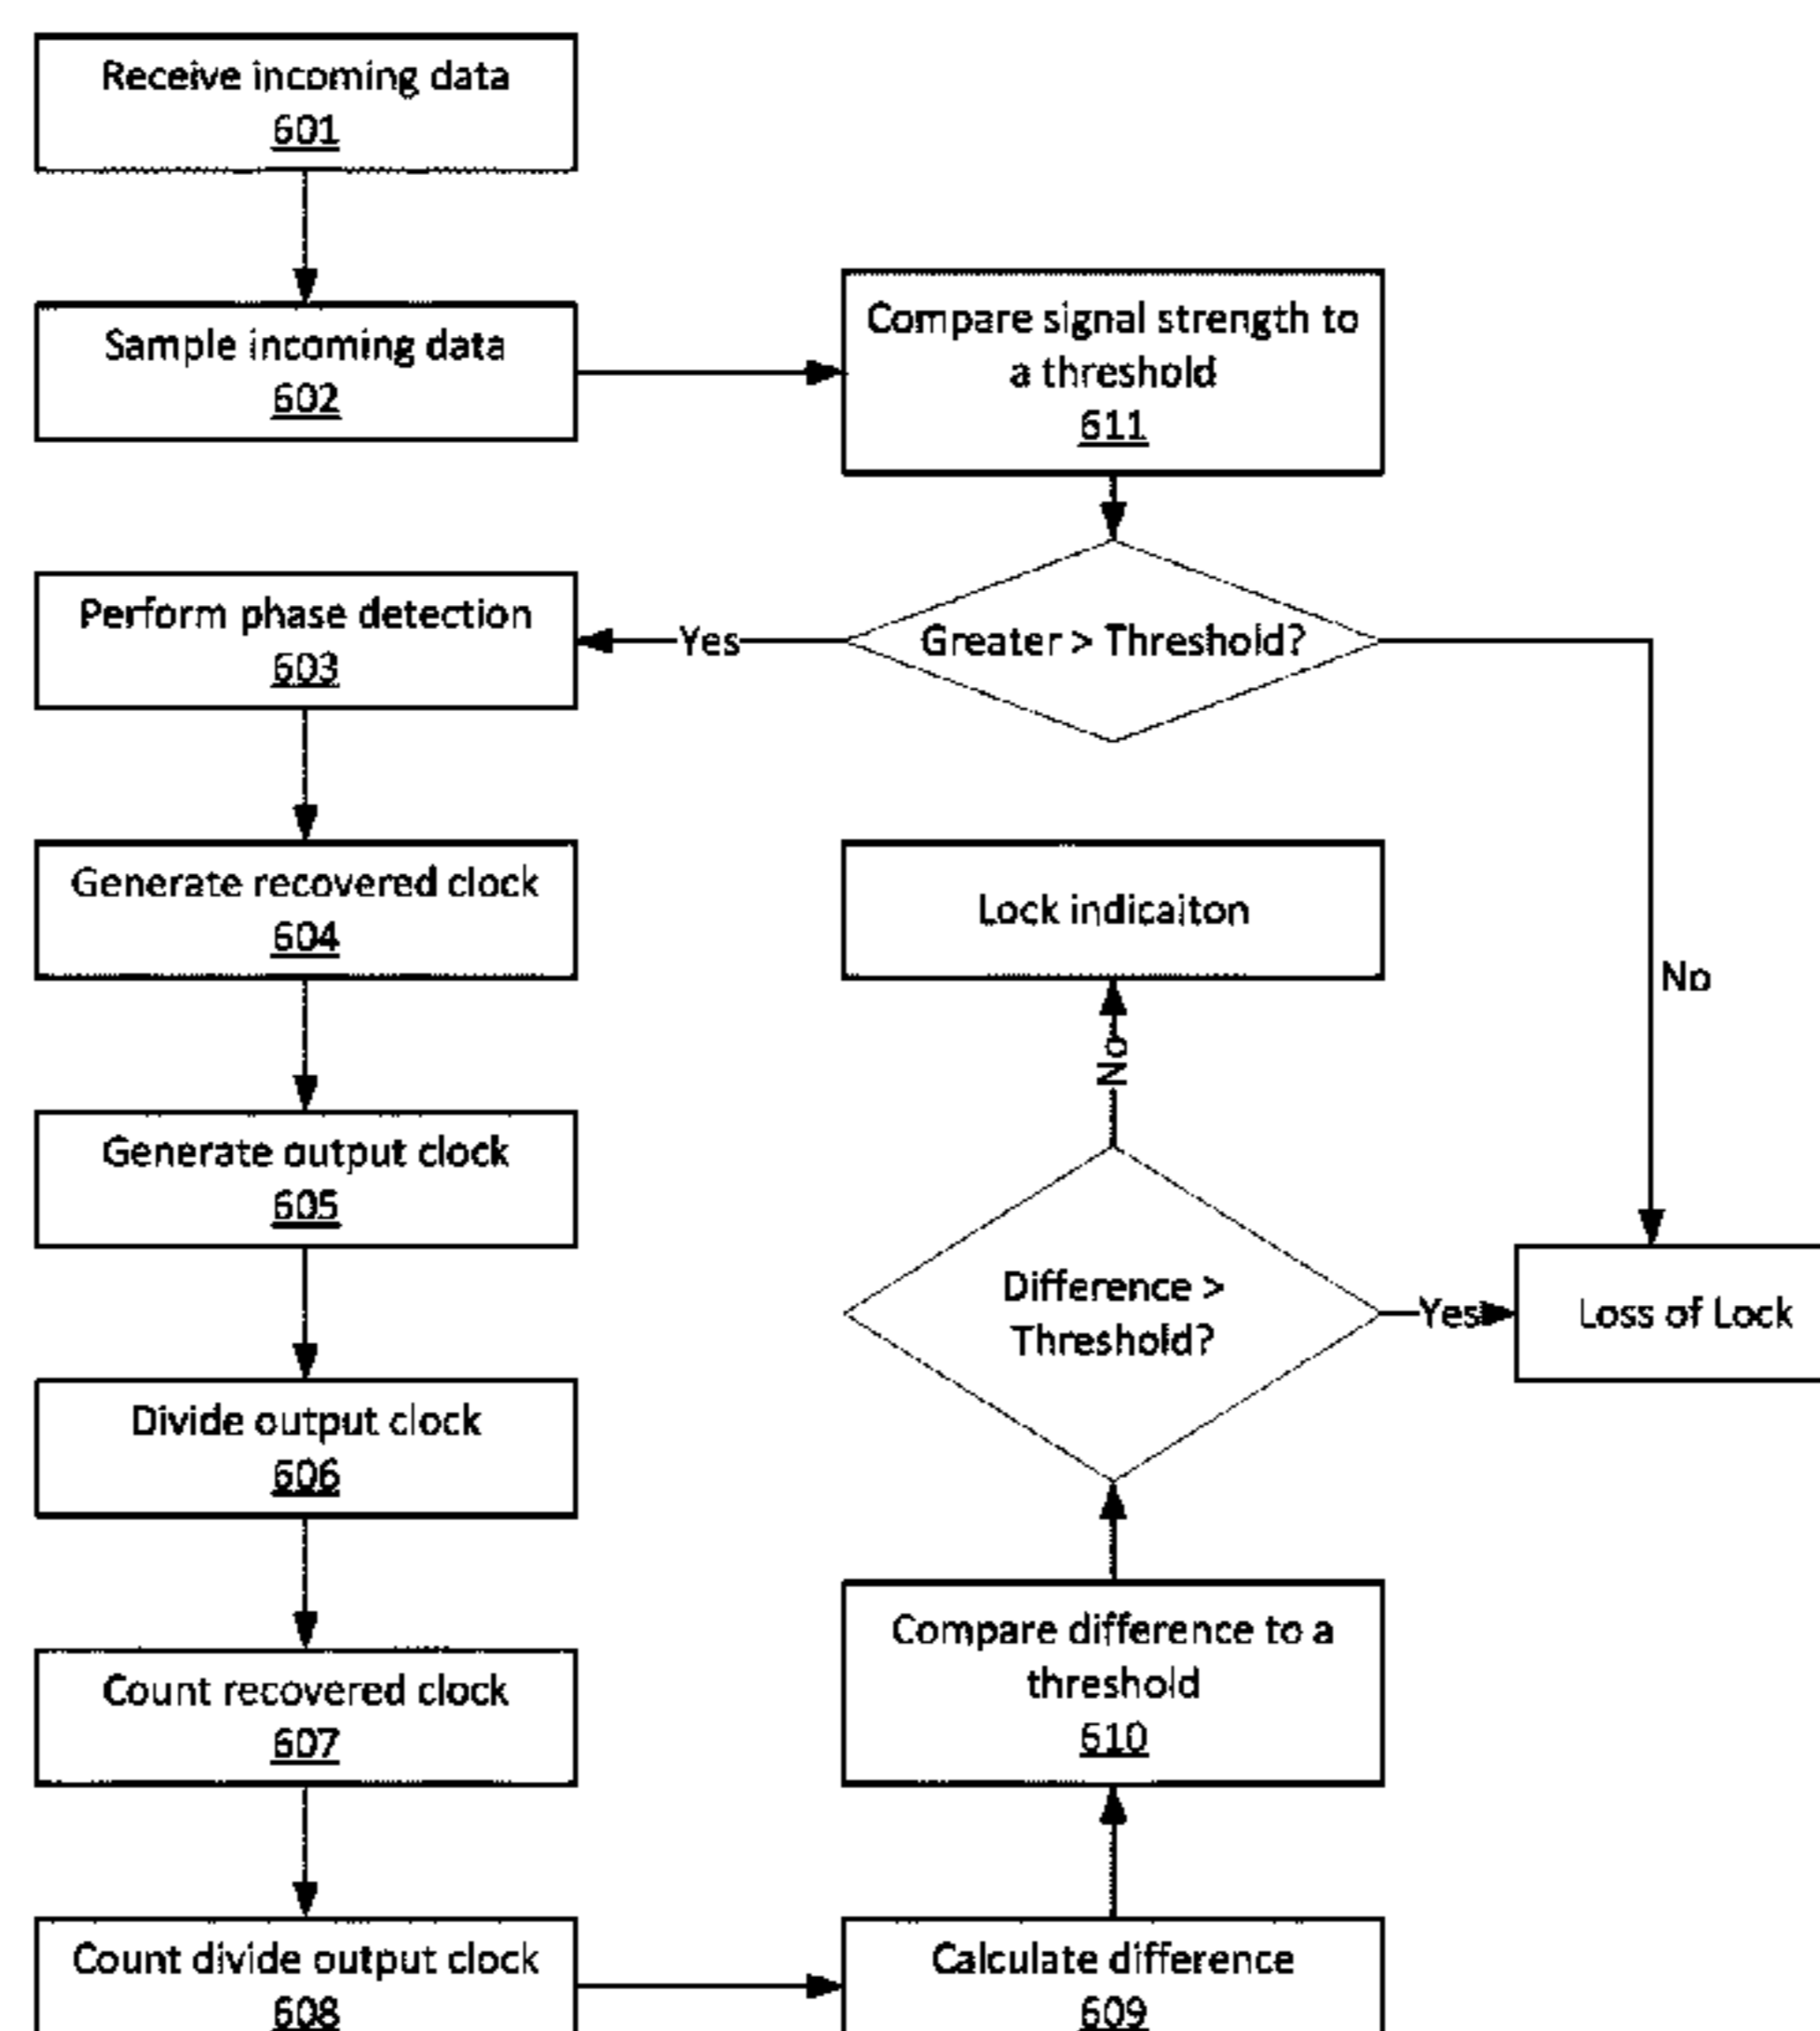 Receive incoming data
601
Sample incoming data
602
Compare signal strength to
a threshold
611
Greater > Threshold?
Yes
No
Perform phase detection
603
Generate recovered clock
604
Generate output clock
605
Divide output clock
606
Count recovered clock
607
Count divide output clock
608
Calculate difference
609
Compare difference to a
threshold
610
Difference >
Threshold?
No
Lock indicaiton
Yes
Loss of Lock